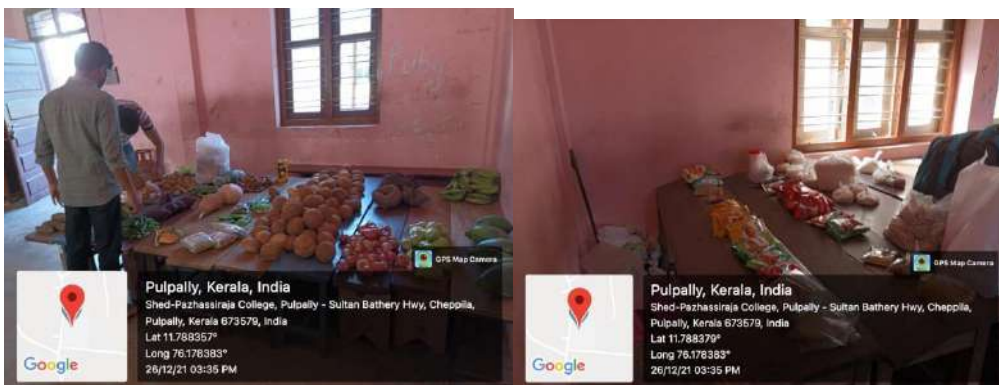 Ruby
GPS Map Camera
Pulpally, Kerala, India
Shed-Pazhassiraja College, Pulpally - Sultan Bathery Hwy, Cheppila,
Pulpally, Kerala 673579, India
Lat 11.788357°
Long 76.178383°
26/12/21 03:35 PM
Google
GPS Map Camera
Pulpally, Kerala, India
Shed-Pazhassiraja College, Pulpally - Sultan Bathery Hwy, Cheppila,
Pulpally, Kerala 673579, India
Lat 11.788379°
Long 76.178383°
26/12/21 03:35 PM
Google